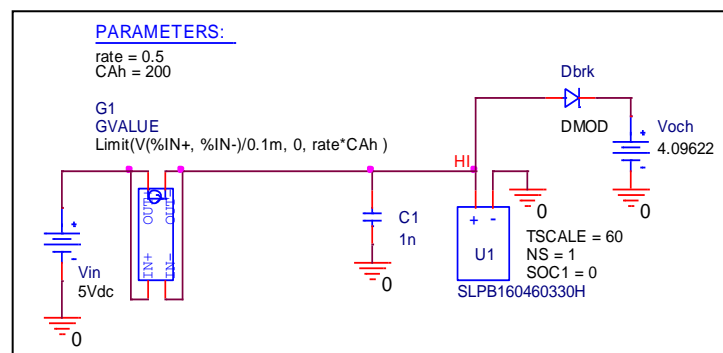 PARAMETERS:
rate = 0.5
CAh = 200
G1
GVALUE
Limit(V(%IN+, %IN-)/0.1m, 0, rate*CAh )
OUT+
OUT-
IN+
IN-
Vin
5Vdc
0
C1
1n
0
HI
+ -
U1
TSCALE = 60
NS = 1
SOC1 = 0
SLPB160460330H
0
Dbrk
DMOD
Voch
4.09622
0